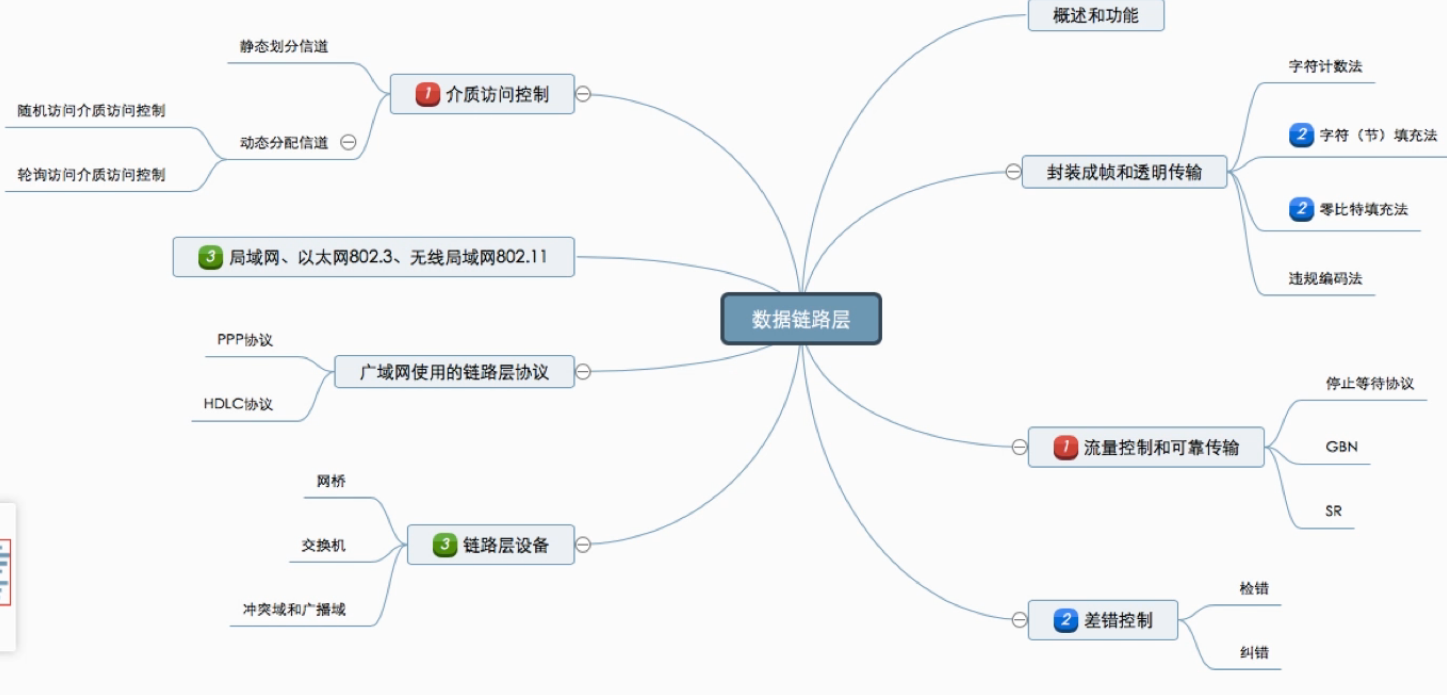 数据链路层
概述和功能
封装成帧和透明传输
字符计数法
2 字符（节）填充法
2 零比特填充法
违规编码法
1 流量控制和可靠传输
停止等待协议
GBN
SR
2 差错控制
检错
纠错
1 介质访问控制
静态划分信道
动态分配信道
随机访问介质访问控制
轮询访问介质访问控制
3 局域网、以太网802.3、无线局域网802.11
广域网使用的链路层协议
PPP协议
HDLC协议
3 链路层设备
网桥
交换机
冲突域和广播域